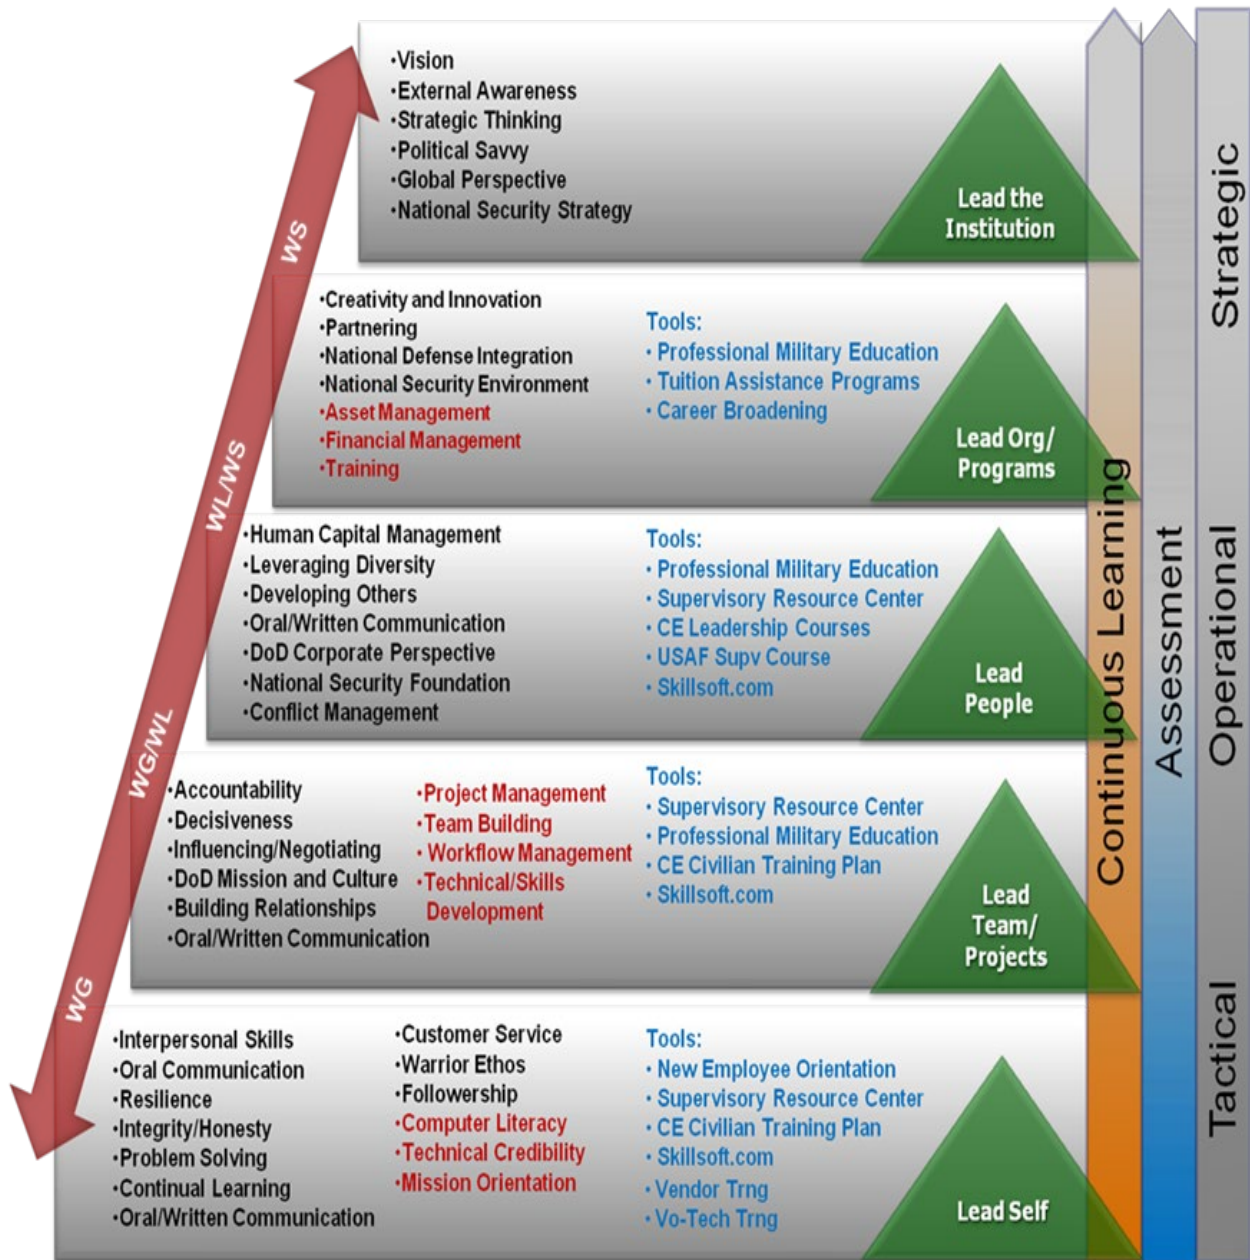 ·Vision
·External Awareness
·Strategic Thinking
·Political Savvy
·Global Perspective
·National Security Strategy
Lead the
Institution
WS
·Creativity and Innovation
·Partnering
·National Defense Integration
·National Security Environment
·Asset Management
·Financial Management
·Training
Tools:
· Professional Military Education
· Tuition Assistance Programs
· Career Broadening
Lead Org/
Programs
WL/WS
·Human Capital Management
·Leveraging Diversity
·Developing Others
·Oral/Written Communication
·DoD Corporate Perspective
·National Security Foundation
·Conflict Management
Tools:
· Professional Military Education
· Supervisory Resource Center
· CE Leadership Courses
· USAF Supv Course
· Skillsoft.com
Lead
People
WG/WL
·Accountability
·Decisiveness
·Influencing/Negotiating
·DoD Mission and Culture
·Building Relationships
·Oral/Written Communication
·Project Management
·Team Building
· Workflow Management
·Technical/Skills
Development
Tools:
· Supervisory Resource Center
· Professional Military Education
· CE Civilian Training Plan
· Skillsoft.com
Lead
Team/
Projects
WG
·Interpersonal Skills
·Oral Communication
·Resilience
·Integrity/Honesty
·Problem Solving
·Continual Learning
·Oral/Written Communication
·Customer Service
·Warrior Ethos
·Followership
·Computer Literacy
·Technical Credibility
·Mission Orientation
Tools:
· New Employee Orientation
· Supervisory Resource Center
· CE Civilian Training Plan
· Skillsoft.com
· Vendor Trng
· Vo-Tech Trng
Lead Self
Continuous Learning
Assessment
Strategic
Operational
Tactical